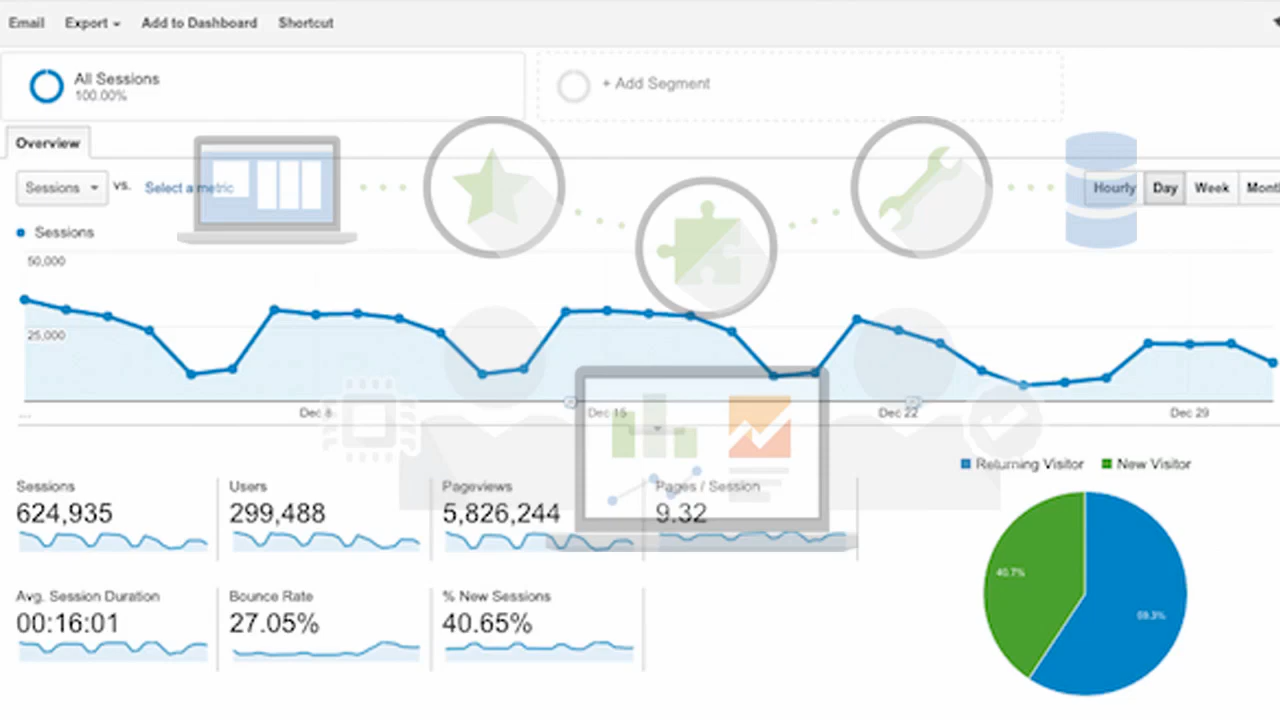 Email Export Add to Dashboard Shortcut
All Sessions
100.00%
+ Add Segment
Overview
Sessions vs. Select a metric
Hourly Day Week
Sessions
50,000
25,000
... Dec 8 Dec 15 Dec 22 Dec 29
Returning Visitor New Visitor
Sessions Users Pageviews Pages / Session
624,935 299,488 5,826,244 9.32
40.7%
59.3%
Avg. Session Duration Bounce Rate % New Sessions
00:16:01 27.05% 40.65%